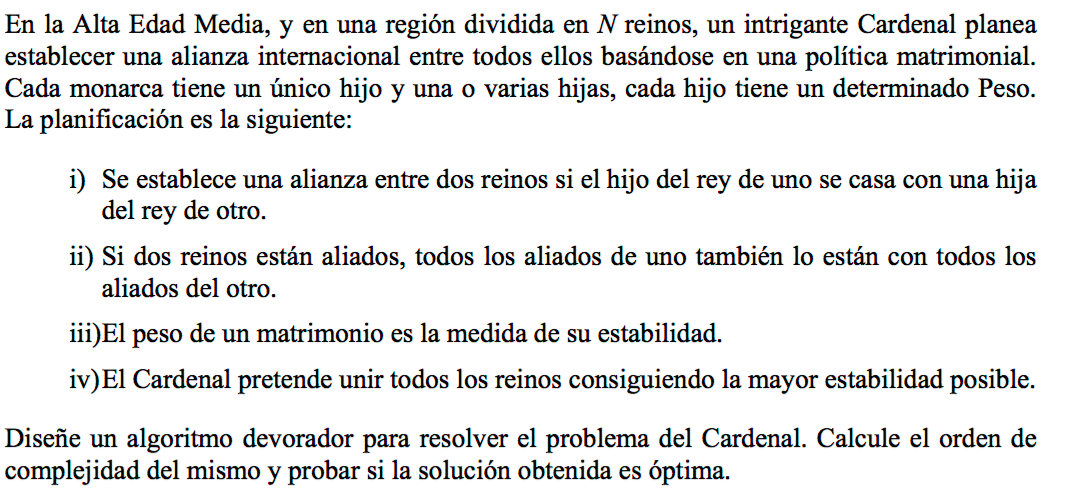 En la Alta Edad Media, y en una región dividida en N reinos, un intrigante Cardenal planea
establecer una alianza internacional entre todos ellos basándose en una política matrimonial.
Cada monarca tiene un único hijo y una o varias hijas, cada hijo tiene un determinado Peso.
La planificación es la siguiente:
i) Se establece una alianza entre dos reinos si el hijo del rey de uno se casa con una hija
del rey de otro.
ii) Si dos reinos están aliados, todos los aliados de uno también lo están con todos los
aliados del otro.
iii)El peso de un matrimonio es la medida de su estabilidad.
iv)El Cardenal pretende unir todos los reinos consiguiendo la mayor estabilidad posible.
Diseñe un algoritmo devorador para resolver el problema del Cardenal. Calcule el orden de
complejidad del mismo y probar si la solución obtenida es óptima.